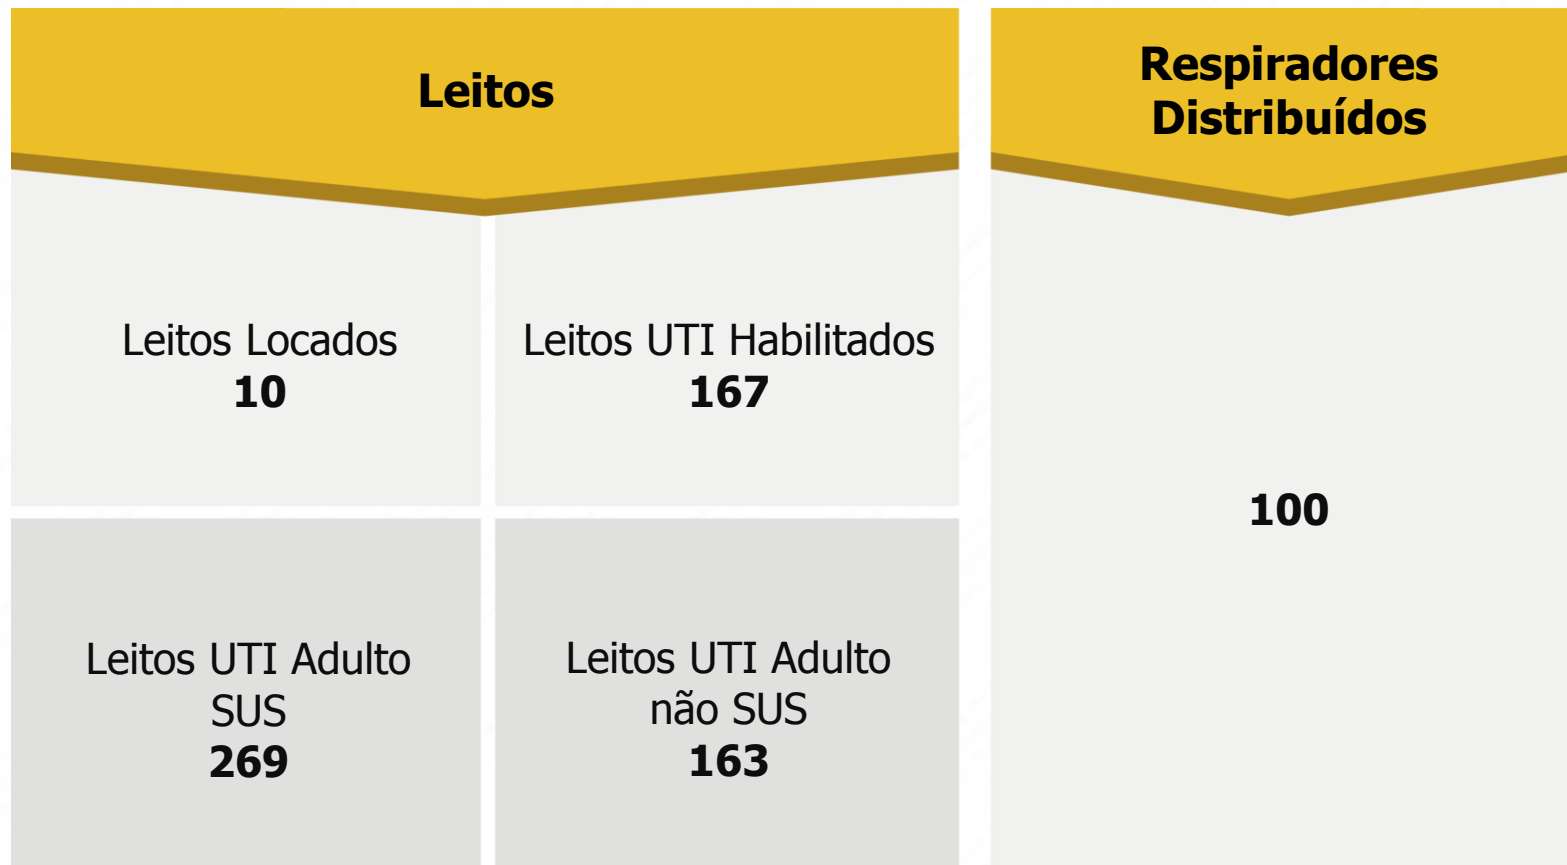 Leitos
Respiradores
Distribuídos
Leitos Locados
10
Leitos UTI Habilitados
167
Leitos UTI Adulto
SUS
269
Leitos UTI Adulto
não SUS
163
100